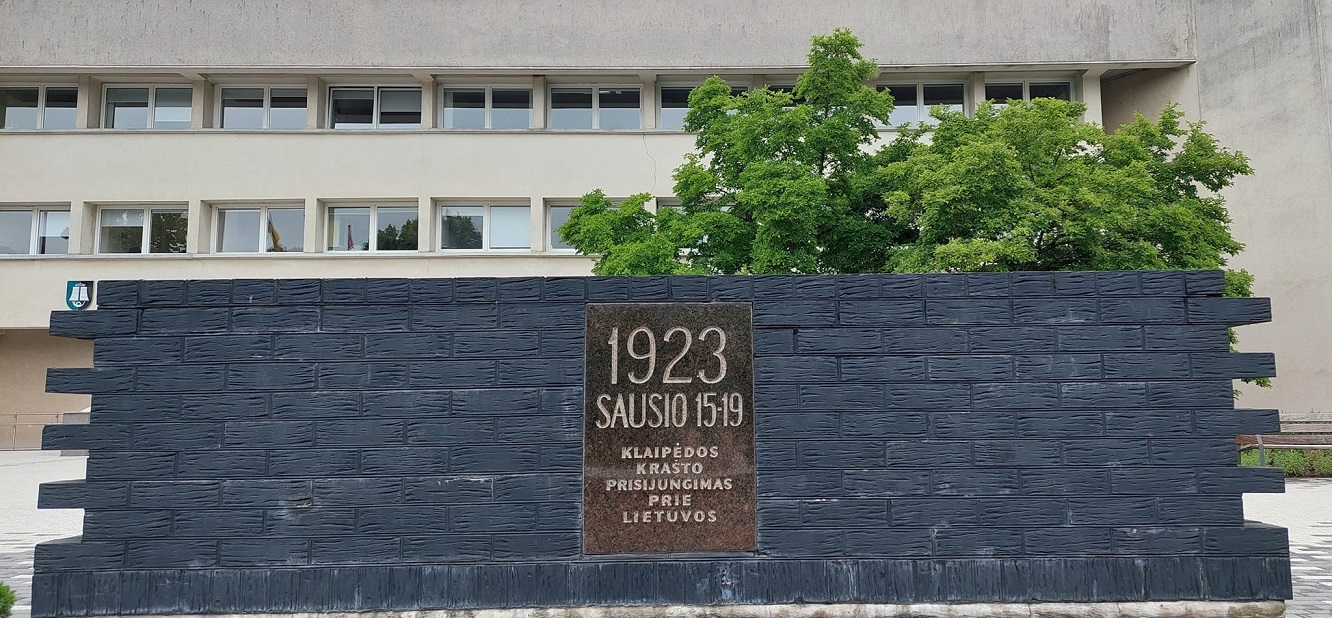 1923
SAUSIO 15-19
KLAIPĖDOS
KRAŠTO
PRISIJUNGIMAS
PRIE
LIETUVOS